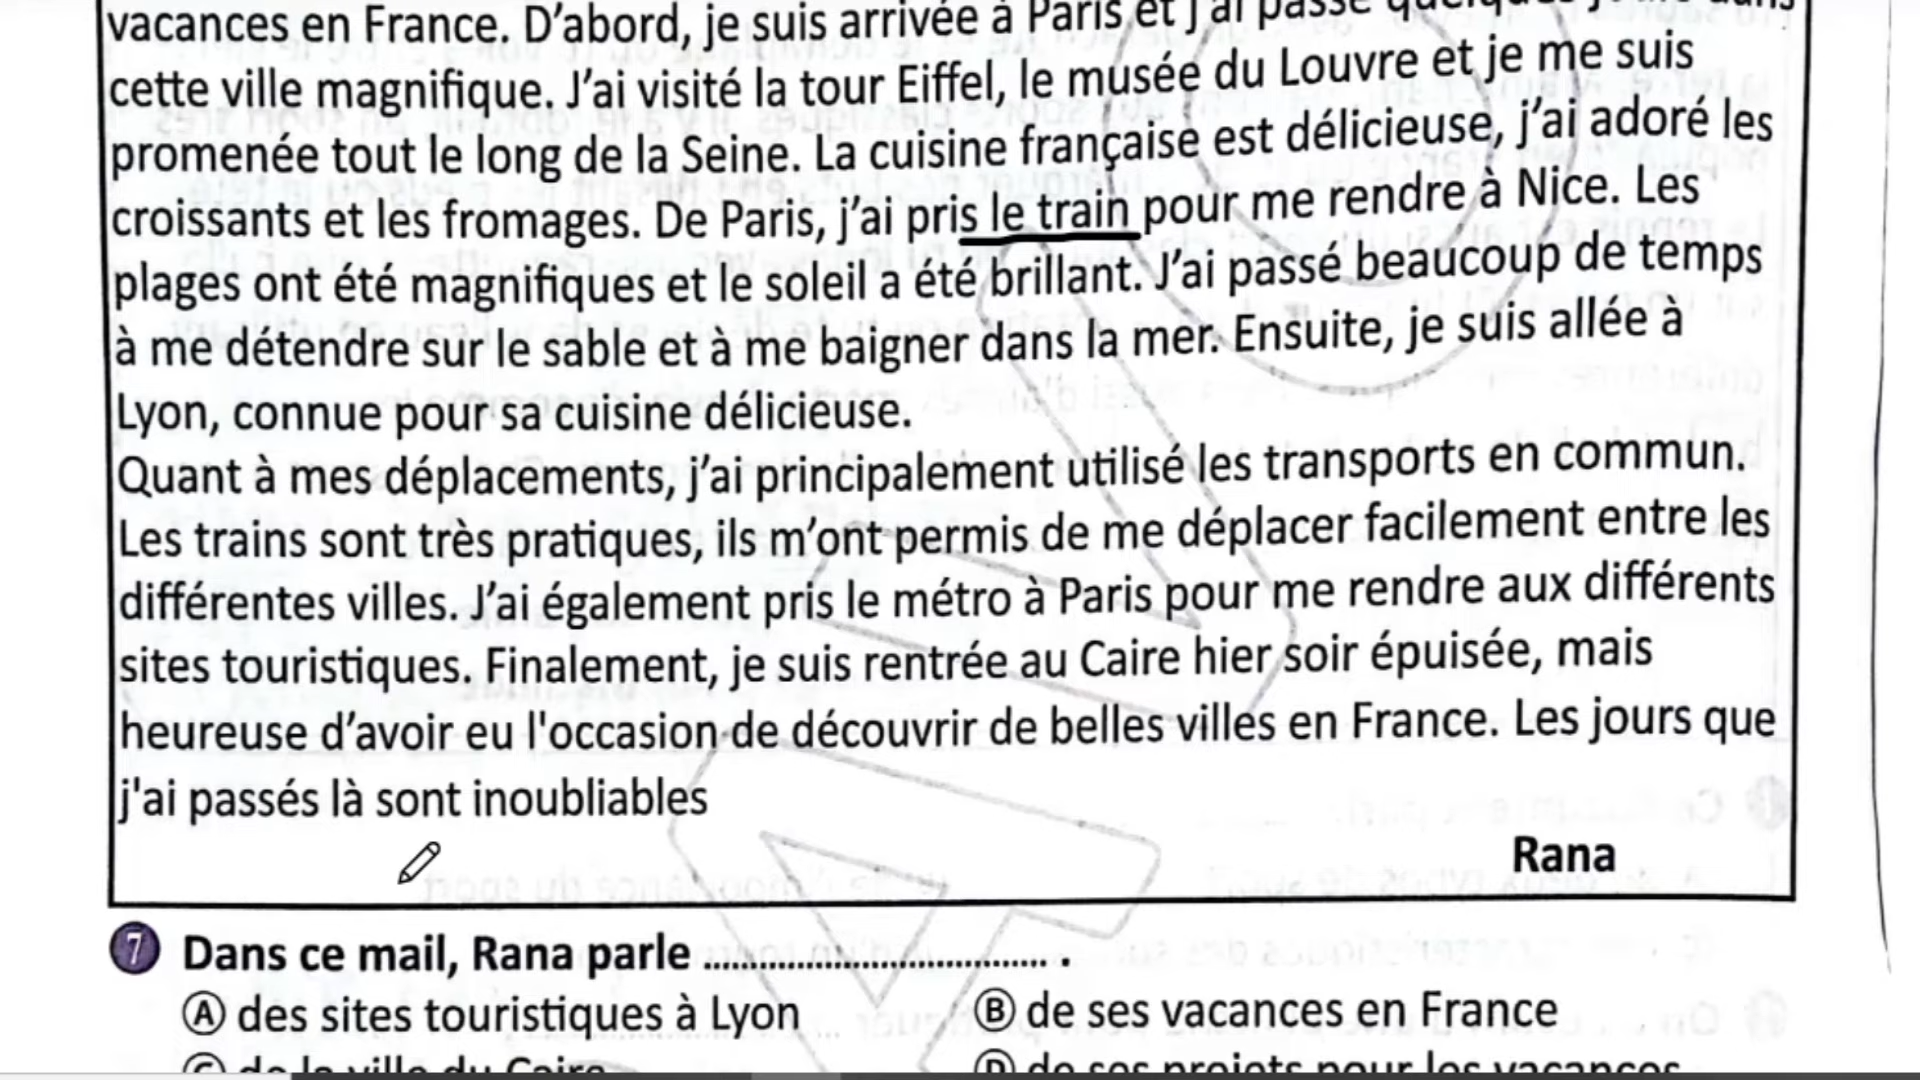 vacances en France. D’abord, je suis arrivée à Paris et j’ai passé quelques jours dans
cette ville magnifique. J’ai visité la tour Eiffel, le musée du Louvre et je me suis
promenée tout le long de la Seine. La cuisine française est délicieuse, j’ai adoré les
croissants et les fromages. De Paris, j’ai pris le train pour me rendre à Nice. Les
plages ont été magnifiques et le soleil a été brillant. J’ai passé beaucoup de temps
à me détendre sur le sable et à me baigner dans la mer. Ensuite, je suis allée à
Lyon, connue pour sa cuisine délicieuse.
Quant à mes déplacements, j’ai principalement utilisé les transports en commun.
Les trains sont très pratiques, ils m’ont permis de me déplacer facilement entre les
différentes villes. J’ai également pris le métro à Paris pour me rendre aux différents
sites touristiques. Finalement, je suis rentrée au Caire hier soir épuisée, mais
heureuse d’avoir eu l'occasion de découvrir de belles villes en France. Les jours que
j'ai passés là sont inoubliables
Rana
7 Dans ce mail, Rana parle .................................... .
A des sites touristiques à Lyon B de ses vacances en France
C de la ville du Caire D de ses projets pour les vacances